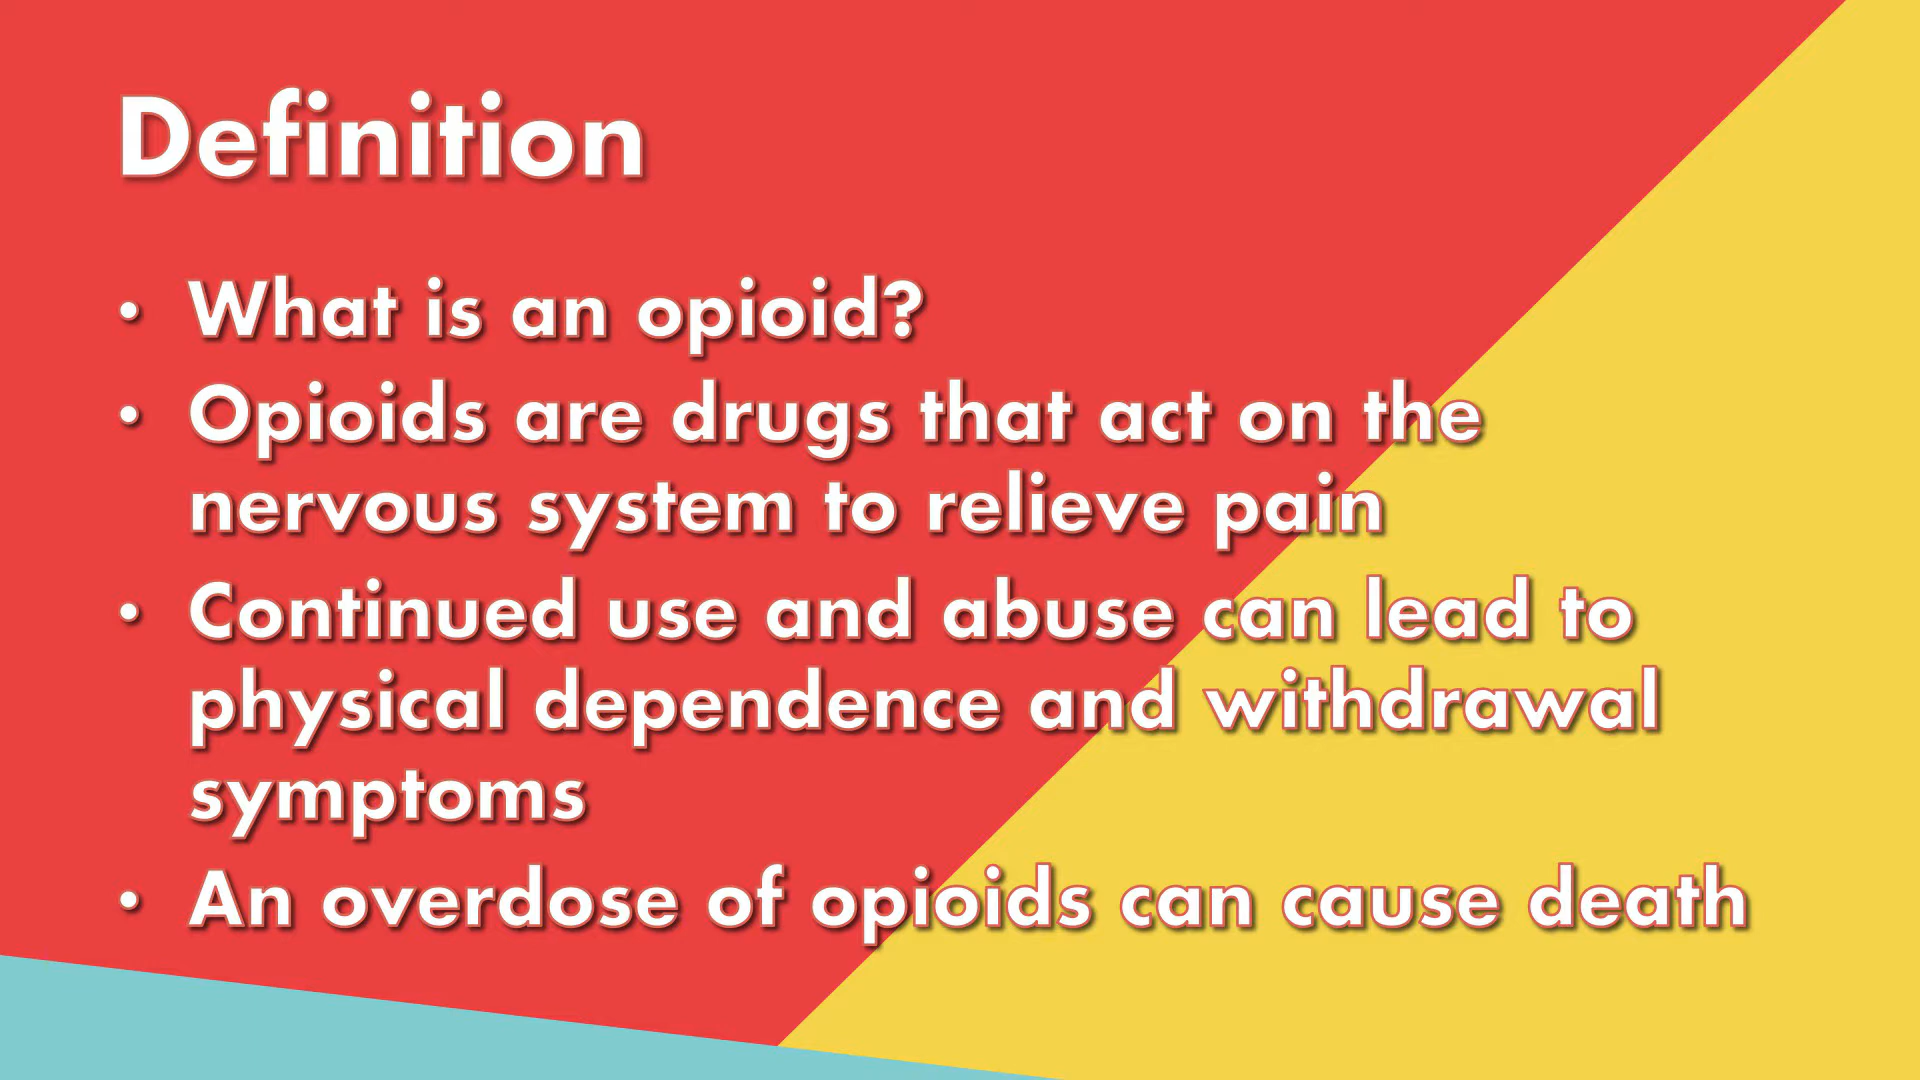 Definition
• What is an opioid?
• Opioids are drugs that act on the
nervous system to relieve pain
• Continued use and abuse can lead to
physical dependence and withdrawal
symptoms
• An overdose of opioids can cause death